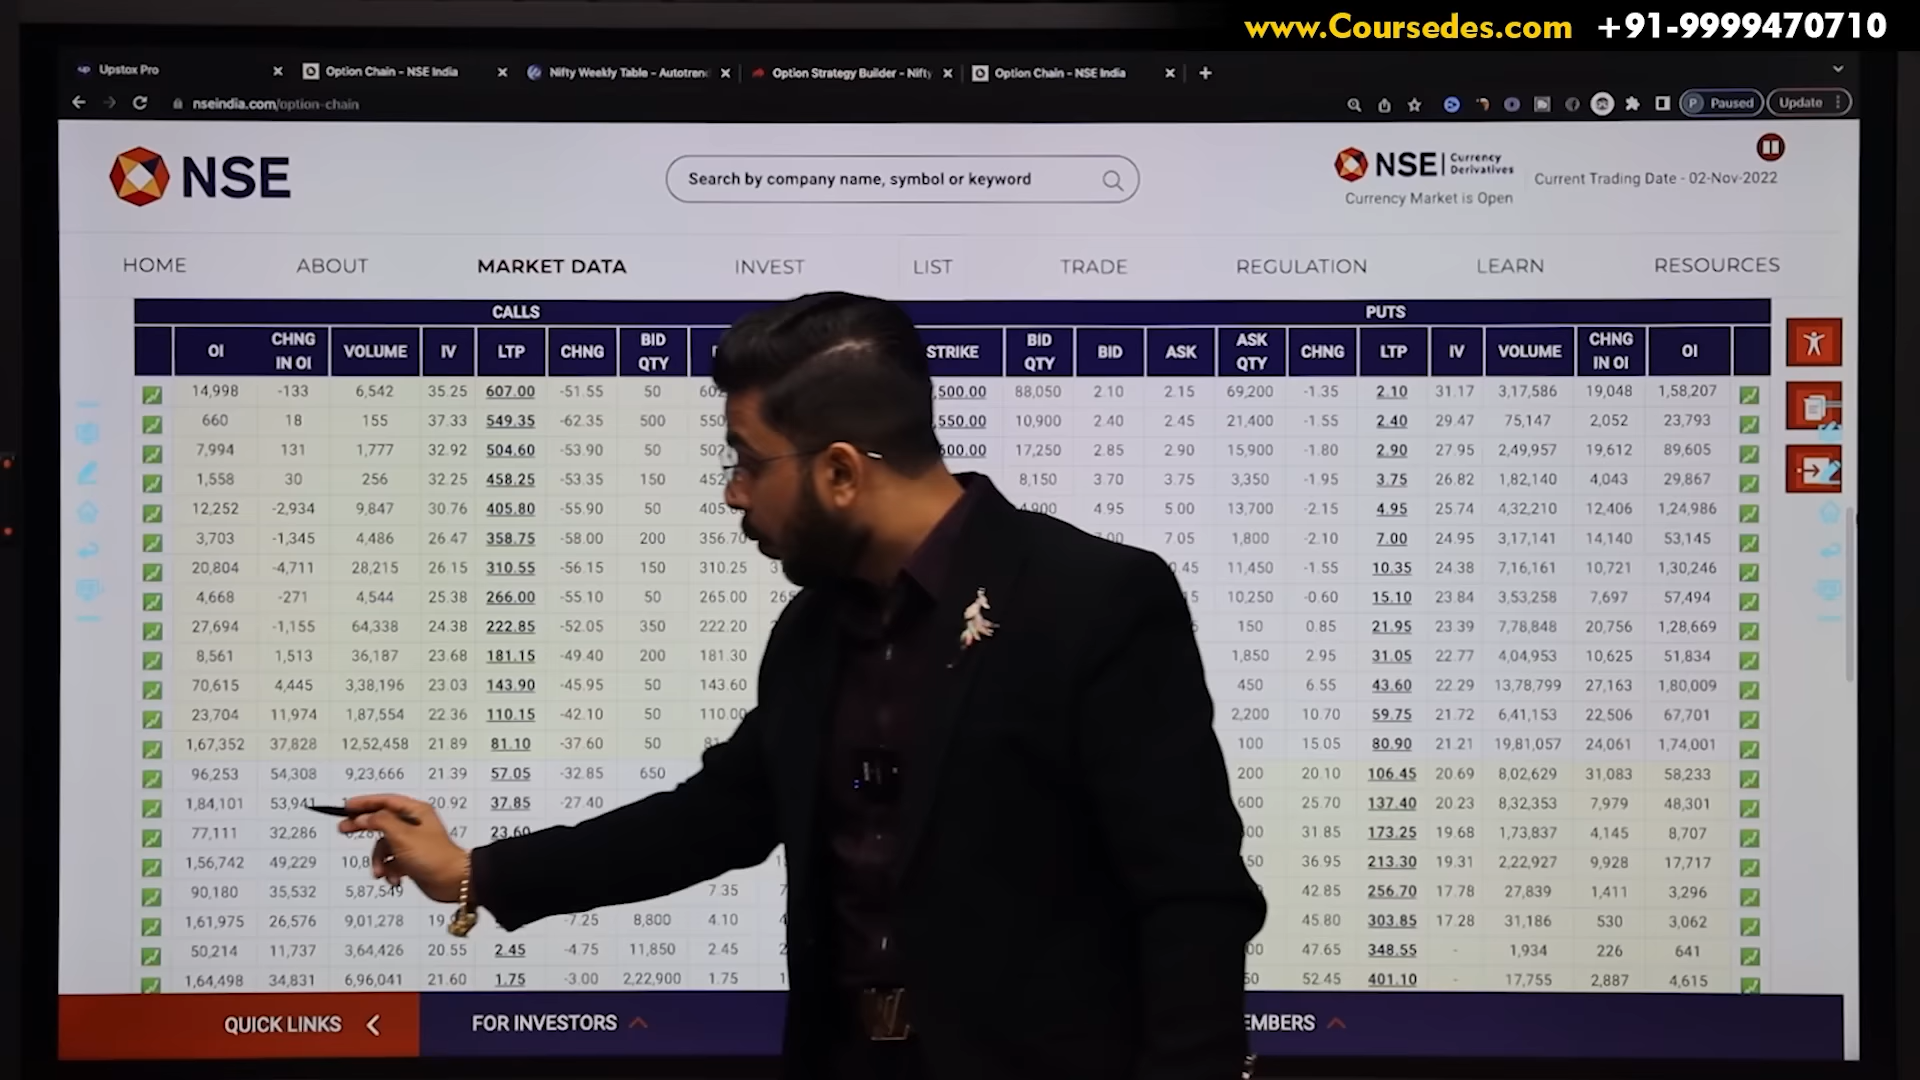 www.Coursedes.com +91-9999470710
Upstox Pro
Option Chain - NSE India
Nifty Weekly Table - Autotrend
Option Strategy Builder - Nifty
Option Chain - NSE India
nseindia.com/option-chain
P Paused
Update
NSE
Search by company name, symbol or keyword
NSE Currency Derivatives
Currency Market is Open
Current Trading Date - 02-Nov-2022
HOME ABOUT MARKET DATA INVEST LIST TRADE REGULATION LEARN RESOURCES
CALLS PUTS
OI CHNG IN OI VOLUME IV LTP CHNG BID QTY STRIKE BID QTY BID ASK ASK QTY CHNG LTP IV VOLUME CHNG IN OI OI
14,998 -133 6,542 35.25 607.00 -51.55 50 500.00 88,050 2.10 2.15 69,200 -1.35 2.10 31.17 3,17,586 19,048 1,58,207
660 18 155 37.33 549.35 -62.35 500 550.00 10,900 2.40 2.45 21,400 -1.55 2.40 29.47 75,147 2,052 23,793
7,994 131 1,777 32.92 504.60 -53.90 50 17,250 2.85 2.90 15,900 -1.80 2.90 27.95 2,49,957 19,612 89,605
1,558 30 256 32.25 458.25 -53.35 150 8,150 3.70 3.75 3,350 -1.95 3.75 26.82 1,82,140 4,043 29,867
12,252 -2,934 9,847 30.76 405.80 -55.90 50 4.95 5.00 13,700 -2.15 4.95 25.74 4,32,210 12,406 1,24,986
3,703 -1,345 4,486 26.47 358.75 -58.00 200 356.70 7.05 1,800 -2.10 7.00 24.95 3,17,141 14,140 53,145
20,804 -4,711 28,215 26.15 310.55 -56.15 150 310.25 11,450 -1.55 10.35 24.38 7,16,161 10,721 1,30,246
4,668 -271 4,544 25.38 266.00 -55.10 50 265.00 10,250 -0.60 15.10 23.84 3,53,258 7,697 57,494
27,694 -1,155 64,338 24.38 222.85 -52.05 350 222.20 150 0.85 21.95 23.39 7,78,848 20,756 1,28,669
8,561 1,513 36,187 23.68 181.15 -49.40 200 181.30 1,850 2.95 31.05 22.77 4,04,953 10,625 51,834
70,615 4,445 3,38,196 23.03 143.90 -45.95 50 143.60 450 6.55 43.60 22.29 13,78,799 27,163 1,80,009
23,704 11,974 1,87,554 22.36 110.15 -42.10 50 110.00 2,200 10.70 59.75 21.72 6,41,153 22,506 67,701
1,67,352 37,828 12,52,458 21.89 81.10 -37.60 50 100 15.05 80.90 21.21 19,81,057 24,061 1,74,001
96,253 54,308 9,23,666 21.39 57.05 -32.85 650 200 20.10 106.45 20.69 8,02,629 31,083 58,233
1,84,101 53,941 20.92 37.85 -27.40 25.70 137.40 20.23 8,32,353 7,979 48,301
77,111 32,286 23.60 31.85 173.25 19.68 1,73,837 4,145 8,707
1,56,742 49,229 36.95 213.30 19.31 2,22,927 9,928 17,717
90,180 35,532 5,87,549 7.35 42.85 256.70 17.78 27,839 1,411 3,296
1,61,975 26,576 9,01,278 -7.25 8,800 4.10 45.80 303.85 17.28 31,186 530 3,062
50,214 11,737 3,64,426 20.55 2.45 -4.75 11,850 2.45 47.65 348.55 - 1,934 226 641
1,64,498 34,831 6,96,041 21.60 1.75 -3.00 2,22,900 1.75 52.45 401.10 - 17,755 2,887 4,615
QUICK LINKS FOR INVESTORS